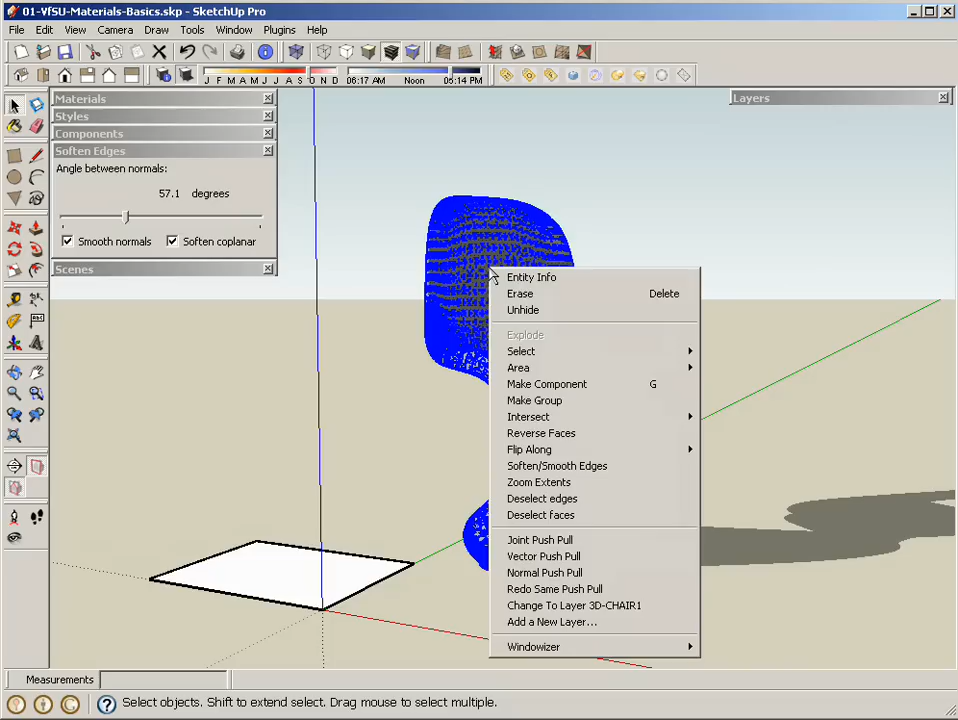 01-VfSU-Materials-Basics.skp - SketchUp Pro
File Edit View Camera Draw Tools Window Plugins Help
J F M A M J J A S O N D 06:17 AM Noon 05:14 PM
Materials
Layers
Styles
Components
Soften Edges
Angle between normals:
57.1 degrees
Smooth normals Soften coplanar
Scenes
Entity Info
Erase Delete
Unhide
Explode
Select
Area
Make Component G
Make Group
Intersect
Reverse Faces
Flip Along
Soften/Smooth Edges
Zoom Extents
Deselect edges
Deselect faces
Joint Push Pull
Vector Push Pull
Normal Push Pull
Redo Same Push Pull
Change To Layer 3D-CHAIR1
Add a New Layer...
Windowizer
Measurements
Select objects. Shift to extend select. Drag mouse to select multiple.